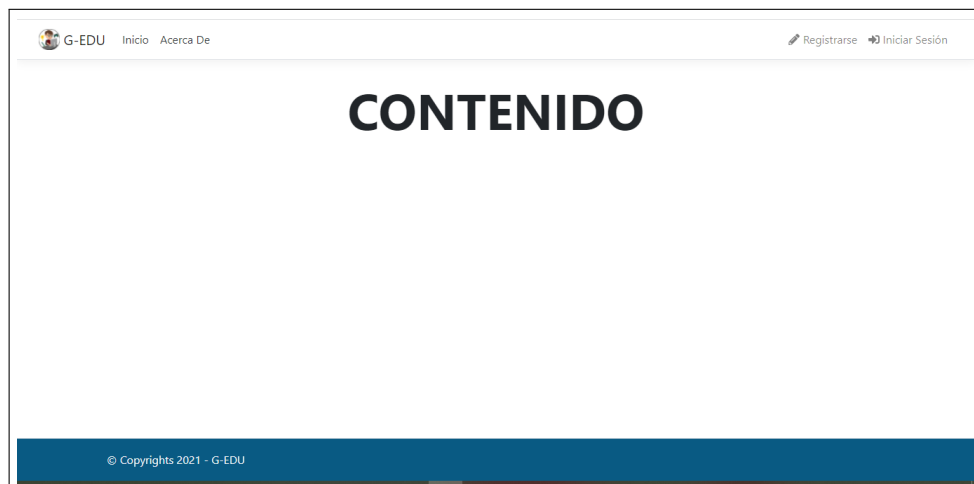 G-EDU Inicio Acerca De Registrarse Iniciar Sesión
CONTENIDO
© Copyrights 2021 - G-EDU